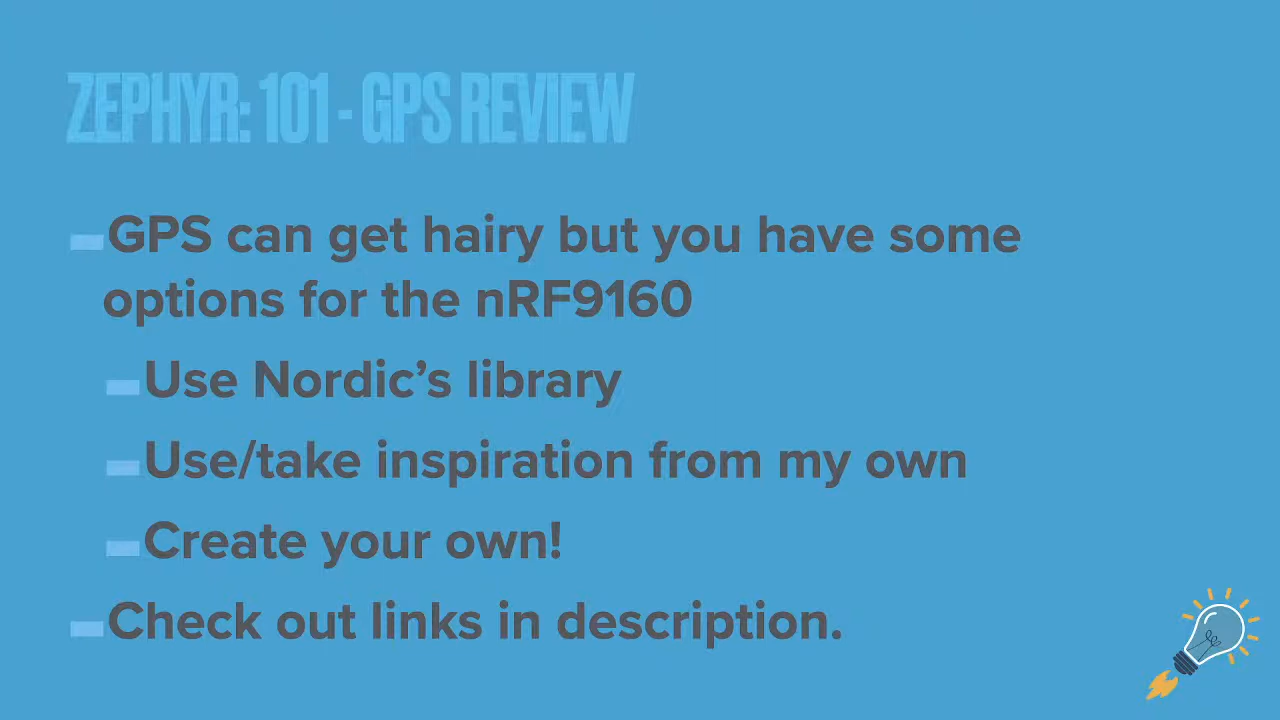 ZEPHYR: 101 - GPS REVIEW
GPS can get hairy but you have some
options for the nRF9160
Use Nordic’s library
Use/take inspiration from my own
Create your own!
Check out links in description.